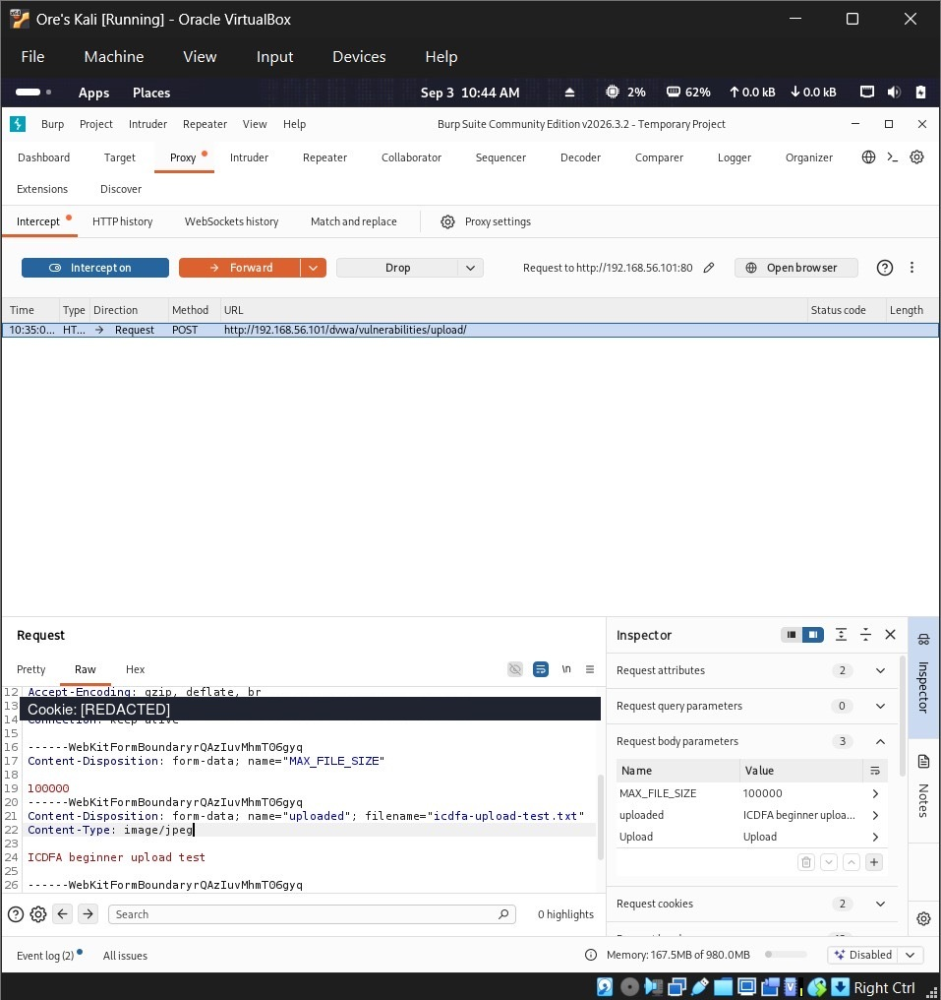 Ore's Kali [Running] - Oracle VirtualBox
File Machine View Input Devices Help
Apps Places Sep 3 10:44 AM 2% 62% 0.0 kB 0.0 kB
Burp Project Intruder Repeater View Help Burp Suite Community Edition v2026.3.2 - Temporary Project
Dashboard Target Proxy Intruder Repeater Collaborator Sequencer Decoder Comparer Logger Organizer
Extensions Discover
Intercept HTTP history WebSockets history Match and replace Proxy settings
Intercept on Forward Drop Request to http://192.168.56.101:80 Open browser
Time Type Direction Method URL Status code Length
10:35:0... HT... Request POST http://192.168.56.101/dvwa/vulnerabilities/upload/
Request
Pretty Raw Hex \n
12 Accept-Encoding: gzip, deflate, br
13 Cookie: [REDACTED]
14 Connection: keep-alive
15
16 ------WebKitFormBoundaryrQAzIuvMhmT06gyq
17 Content-Disposition: form-data; name="MAX_FILE_SIZE"
18
19 100000
20 ------WebKitFormBoundaryrQAzIuvMhmT06gyq
21 Content-Disposition: form-data; name="uploaded"; filename="icdfa-upload-test.txt"
22 Content-Type: image/jpeg
23
24 ICDFA beginner upload test
25
26 ------WebKitFormBoundaryrQAzIuvMhmT06gyq
Search 0 highlights
Inspector
Request attributes 2
Request query parameters 0
Request body parameters 3
Name Value
MAX_FILE_SIZE 100000
uploaded ICDFA beginner uploa...
Upload Upload
Request cookies 2
Inspector
Notes
Event log (2) All issues Memory: 167.5MB of 980.0MB Disabled
Right Ctrl